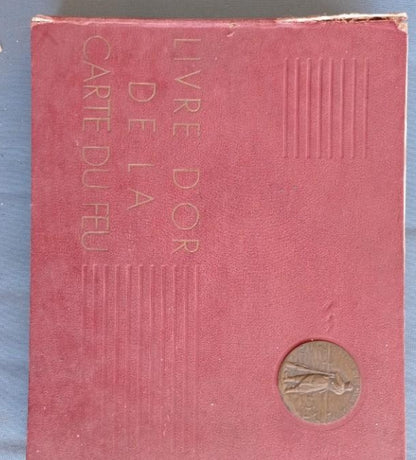 LIVRE D'OR
DE LA
CARTE DU FEU